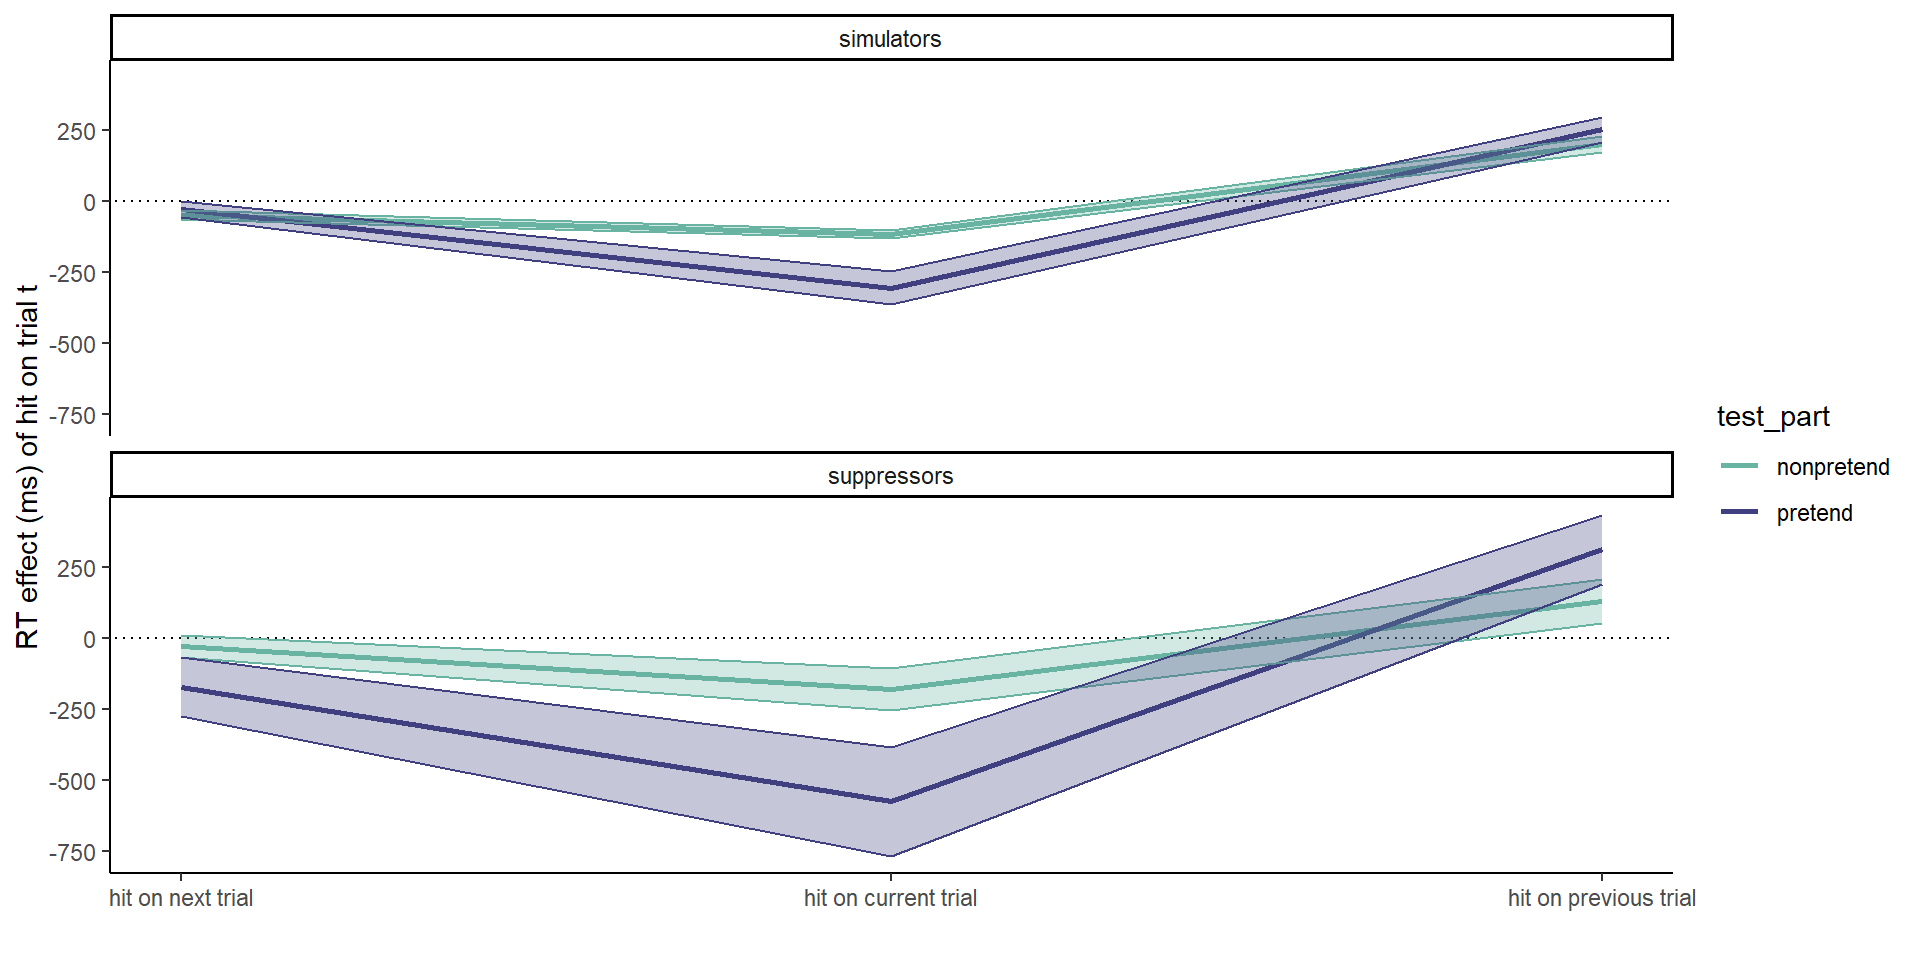 simulators
250
0
-250
-500
-750
RT effect (ms) of hit on trial t
suppressors
250
0
-250
-500
-750
hit on next trial
hit on current trial
hit on previous trial
test_part
nonpretend
pretend